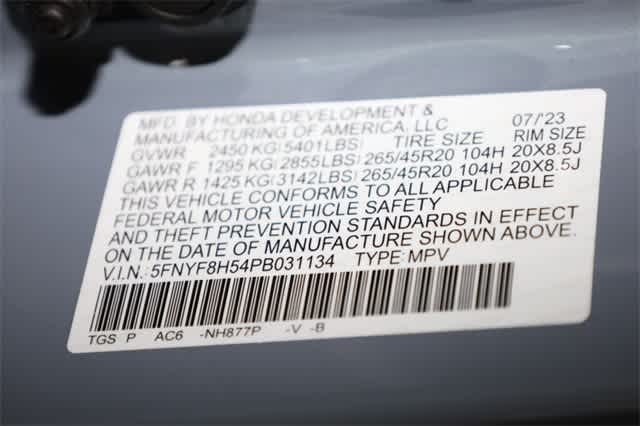 MFD. BY HONDA DEVELOPMENT & 07/'23
MANUFACTURING OF AMERICA, LLC
GVWR 2450 KG(5401LBS) TIRE SIZE RIM SIZE
GAWR F 1295 KG(2855LBS) 265/45R20 104H 20X8.5J
GAWR R 1425 KG(3142LBS) 265/45R20 104H 20X8.5J
THIS VEHICLE CONFORMS TO ALL APPLICABLE
FEDERAL MOTOR VEHICLE SAFETY
AND THEFT PREVENTION STANDARDS IN EFFECT
ON THE DATE OF MANUFACTURE SHOWN ABOVE.
V.I.N.:5FNYF8H54PB031134 TYPE:MPV
TGS P AC6 -NH877P -V -B